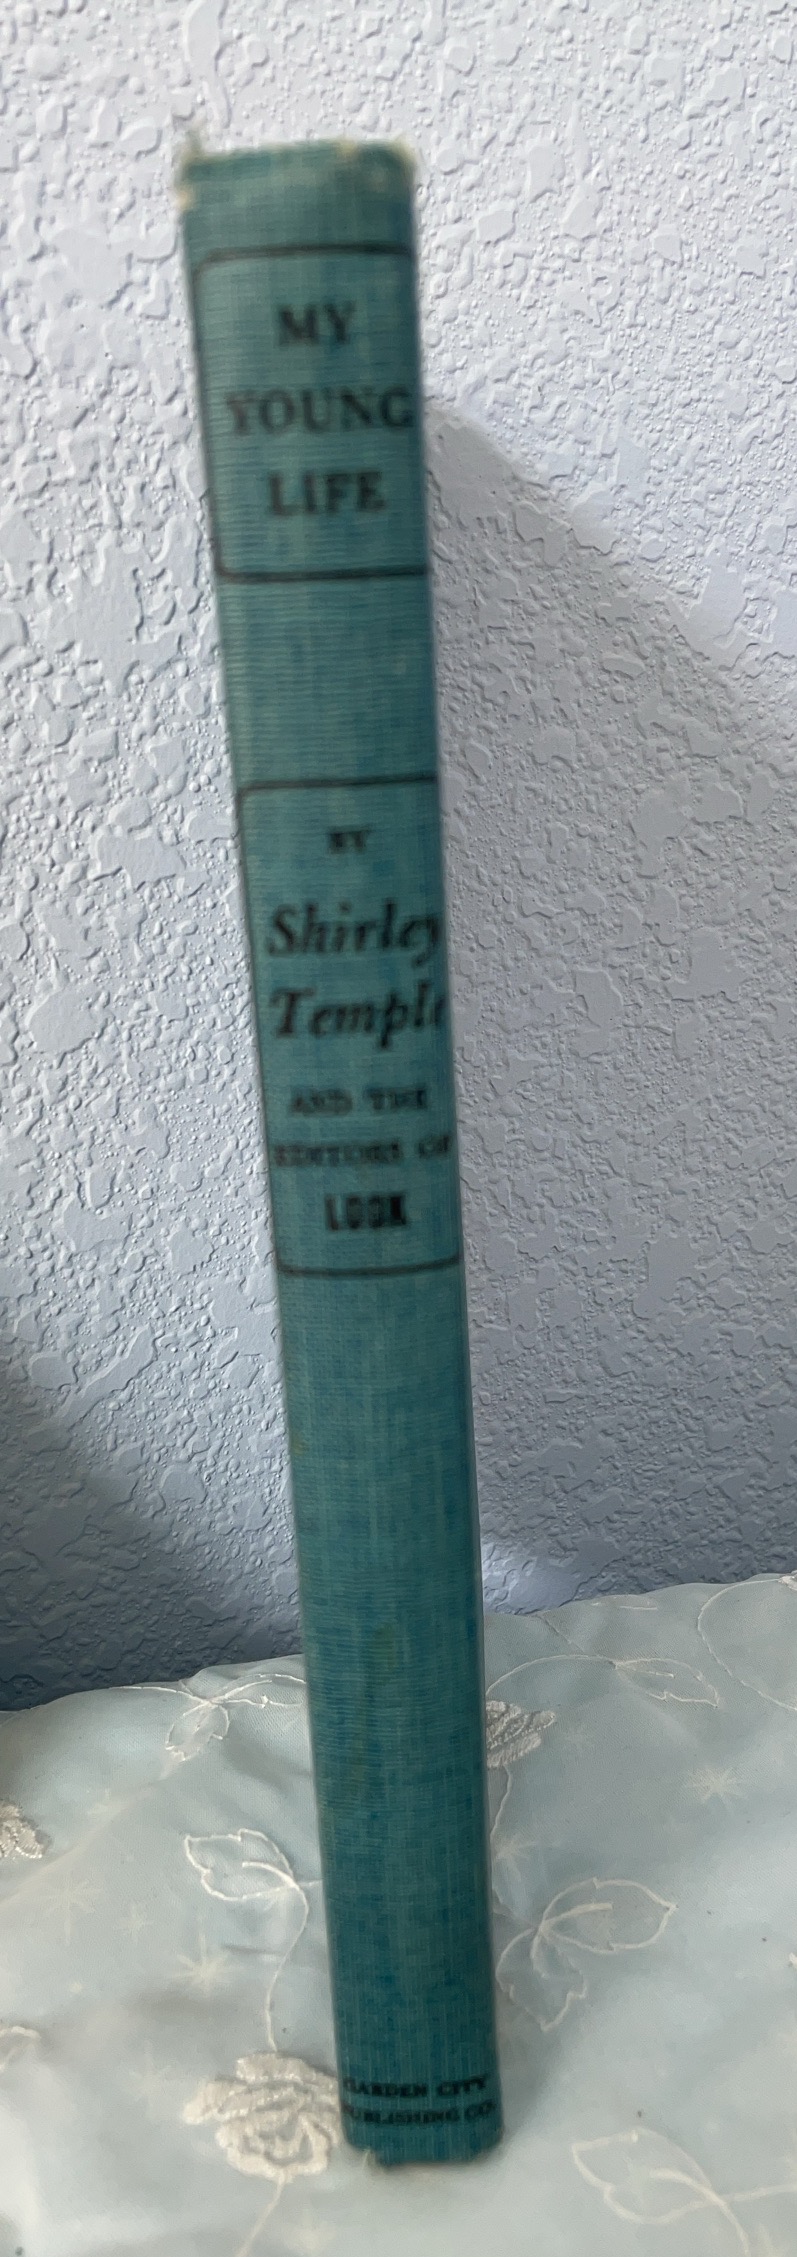 MY
YOUNG
LIFE
BY
Shirley
Temple
AND THE
EDITORS OF
LOOK
GARDEN CITY
PUBLISHING CO.